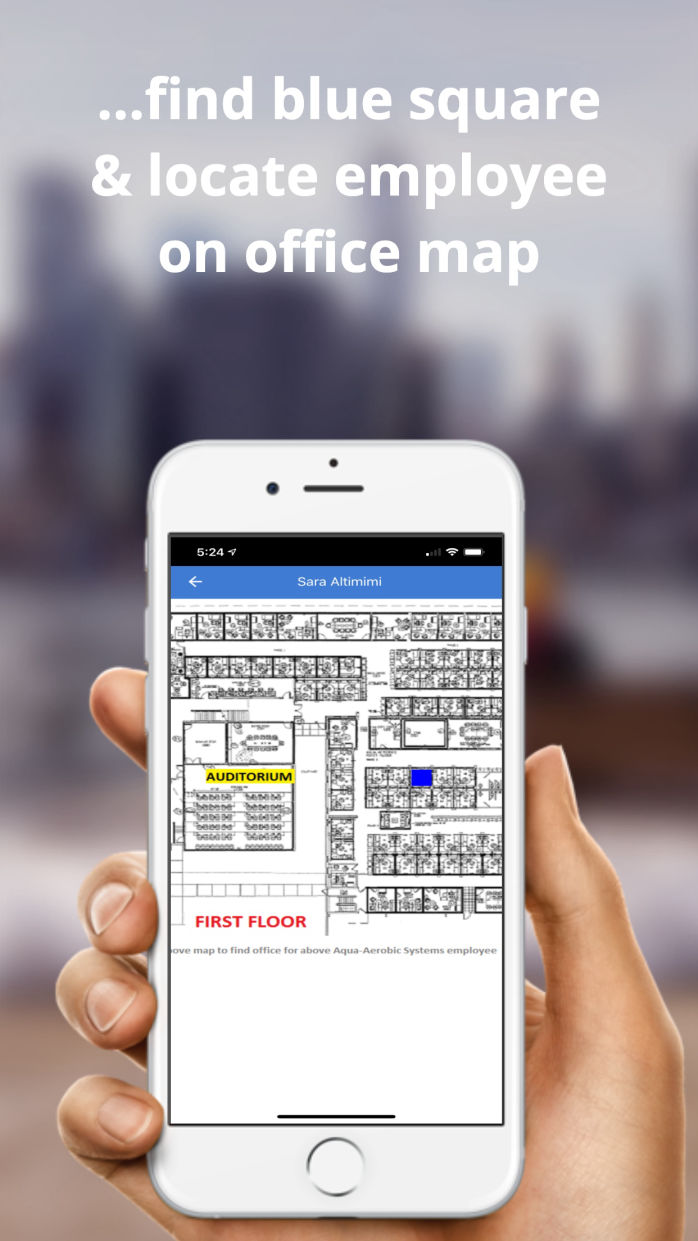 ...find blue square
& locate employee
on office map
5:24
Sara Altimimi
AUDITORIUM
FIRST FLOOR
ove map to find office for above Aqua-Aerobic Systems employee